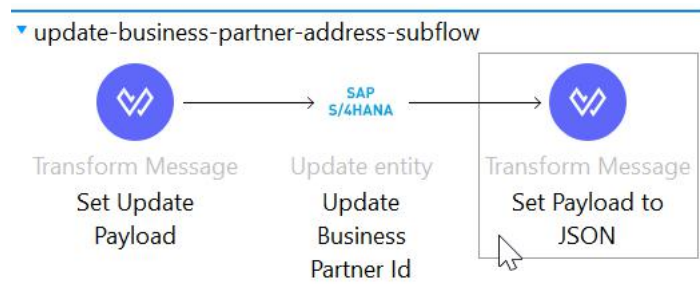 update-business-partner-address-subflow
SAP
S/4HANA
Transform Message
Update entity
Transform Message
Set Update
Payload
Update
Business
Partner Id
Set Payload to
JSON